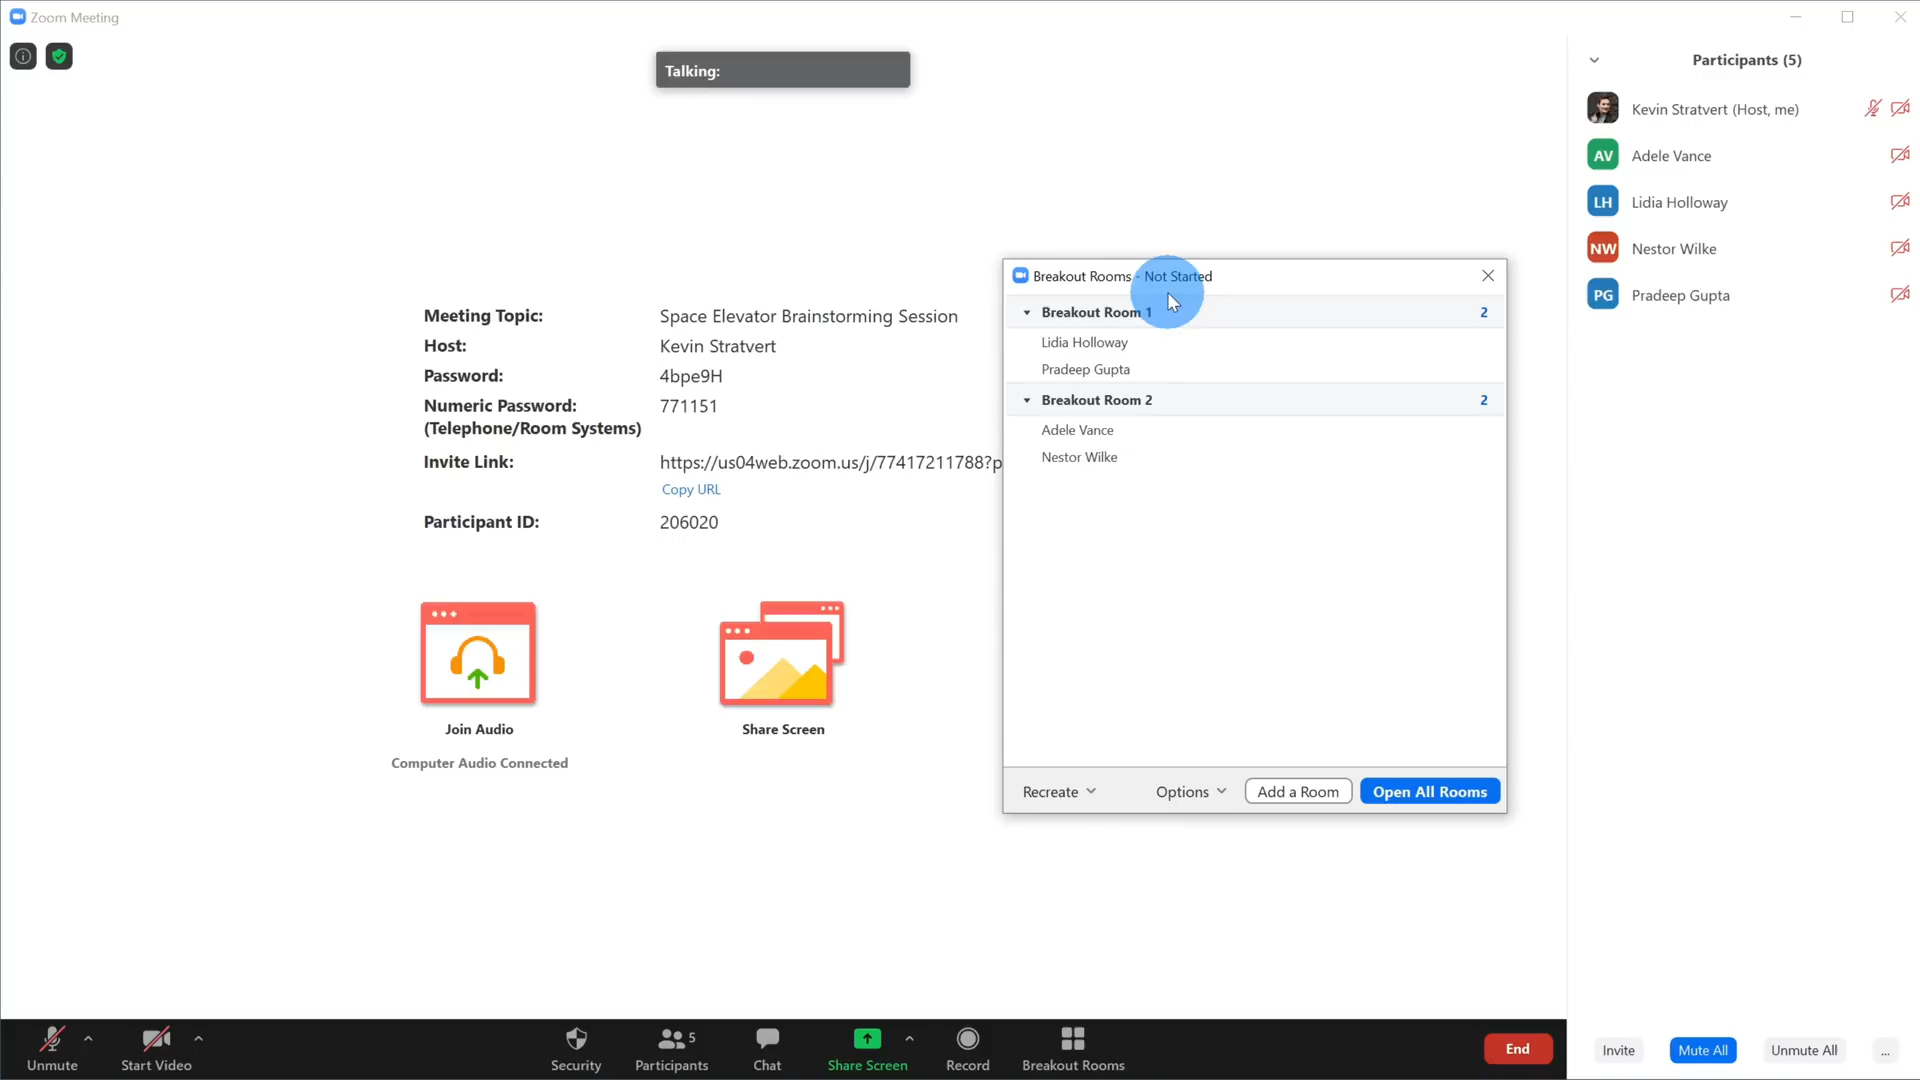 Zoom Meeting
Talking:
Participants (5)
Kevin Stratvert (Host, me)
AV Adele Vance
LH Lidia Holloway
NW Nestor Wilke
PG Pradeep Gupta
Meeting Topic: Space Elevator Brainstorming Session
Host: Kevin Stratvert
Password: 4bpe9H
Numeric Password: 771151
(Telephone/Room Systems)
Invite Link: https://us04web.zoom.us/j/77417211788?p
Copy URL
Participant ID: 206020
Join Audio
Computer Audio Connected
Share Screen
Breakout Rooms - Not Started
Breakout Room 1 2
Lidia Holloway
Pradeep Gupta
Breakout Room 2 2
Adele Vance
Nestor Wilke
Recreate Options Add a Room Open All Rooms
Unmute
Start Video
Security
Participants 5
Chat
Share Screen
Record
Breakout Rooms
End
Invite Mute All Unmute All ...